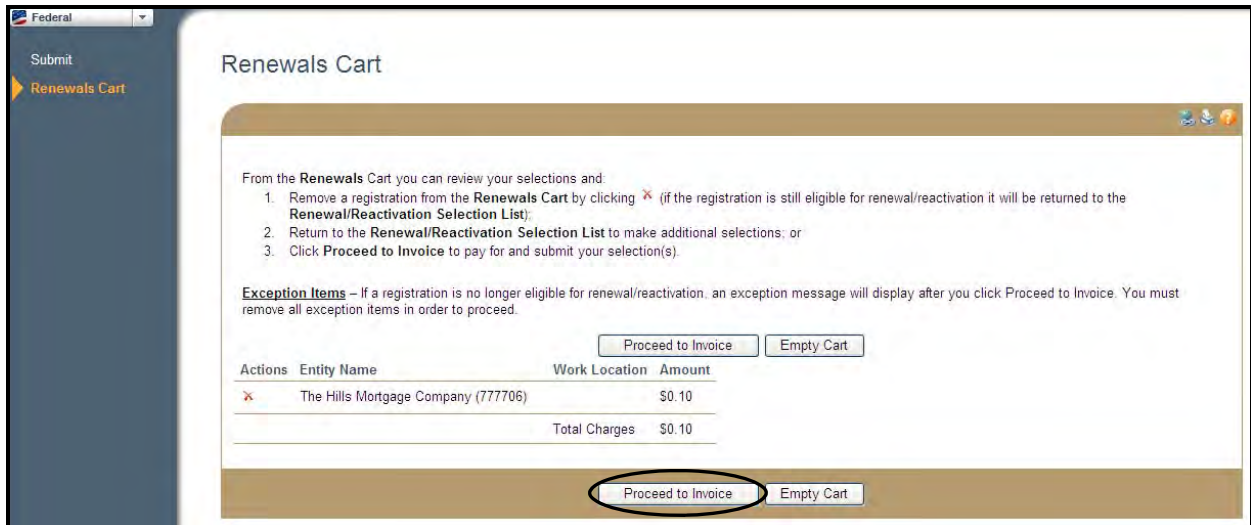 Federal
Submit
Renewals Cart
Renewals Cart
From the Renewals Cart you can review your selections and:
1. Remove a registration from the Renewals Cart by clicking (if the registration is still eligible for renewal/reactivation it will be returned to the
Renewal/Reactivation Selection List);
2. Return to the Renewal/Reactivation Selection List to make additional selections; or
3. Click Proceed to Invoice to pay for and submit your selection(s).
Exception Items – If a registration is no longer eligible for renewal/reactivation, an exception message will display after you click Proceed to Invoice. You must
remove all exception items in order to proceed.
Proceed to Invoice Empty Cart
Actions Entity Name Work Location Amount
The Hills Mortgage Company (777706) $0.10
Total Charges $0.10
Proceed to Invoice Empty Cart